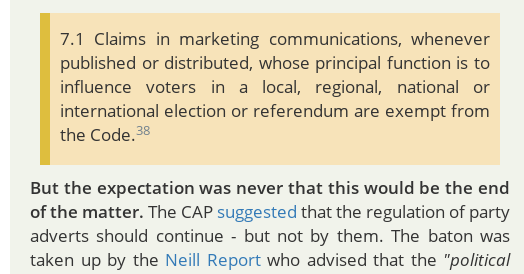 7.1 Claims in marketing communications, whenever
published or distributed, whose principal function is to
influence voters in a local, regional, national or
international election or referendum are exempt from
the Code.38
But the expectation was never that this would be the end
of the matter. The CAP suggested that the regulation of party
adverts should continue - but not by them. The baton was
taken up by the Neill Report who advised that the "political